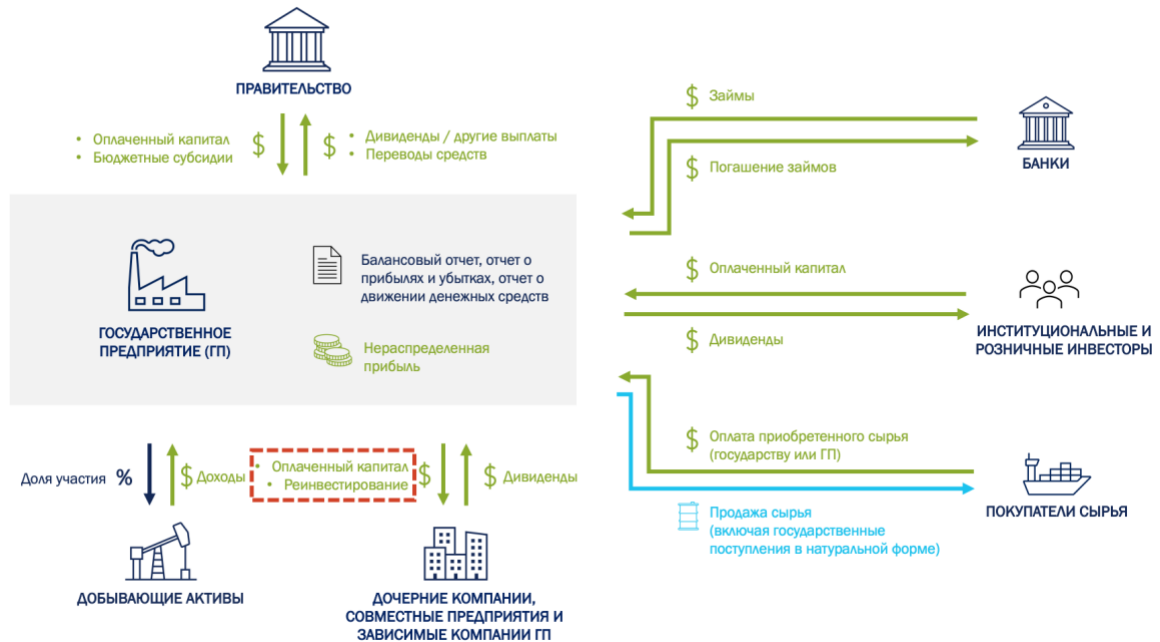 ПРАВИТЕЛЬСТВО
• Оплаченный капитал
• Бюджетные субсидии
$
$
• Дивиденды / другие выплаты
• Переводы средств
ГОСУДАРСТВЕННОЕ
ПРЕДПРИЯТИЕ (ГП)
Балансовый отчет, отчет о
прибылях и убытках, отчет о
движении денежных средств
Нераспределенная
прибыль
Доля участия %
$ Доходы
• Оплаченный капитал
• Реинвестирование
$
$ Дивиденды
ДОБЫВАЮЩИЕ АКТИВЫ
ДОЧЕРНИЕ КОМПАНИИ,
СОВМЕСТНЫЕ ПРЕДПРИЯТИЯ И
ЗАВИСИМЫЕ КОМПАНИИ ГП
$ Займы
$ Погашение займов
БАНКИ
$ Оплаченный капитал
$ Дивиденды
ИНСТИТУЦИОНАЛЬНЫЕ И
РОЗНИЧНЫЕ ИНВЕСТОРЫ
$ Оплата приобретенного сырья
(государству или ГП)
Продажа сырья
(включая государственные
поступления в натуральной форме)
ПОКУПАТЕЛИ СЫРЬЯ